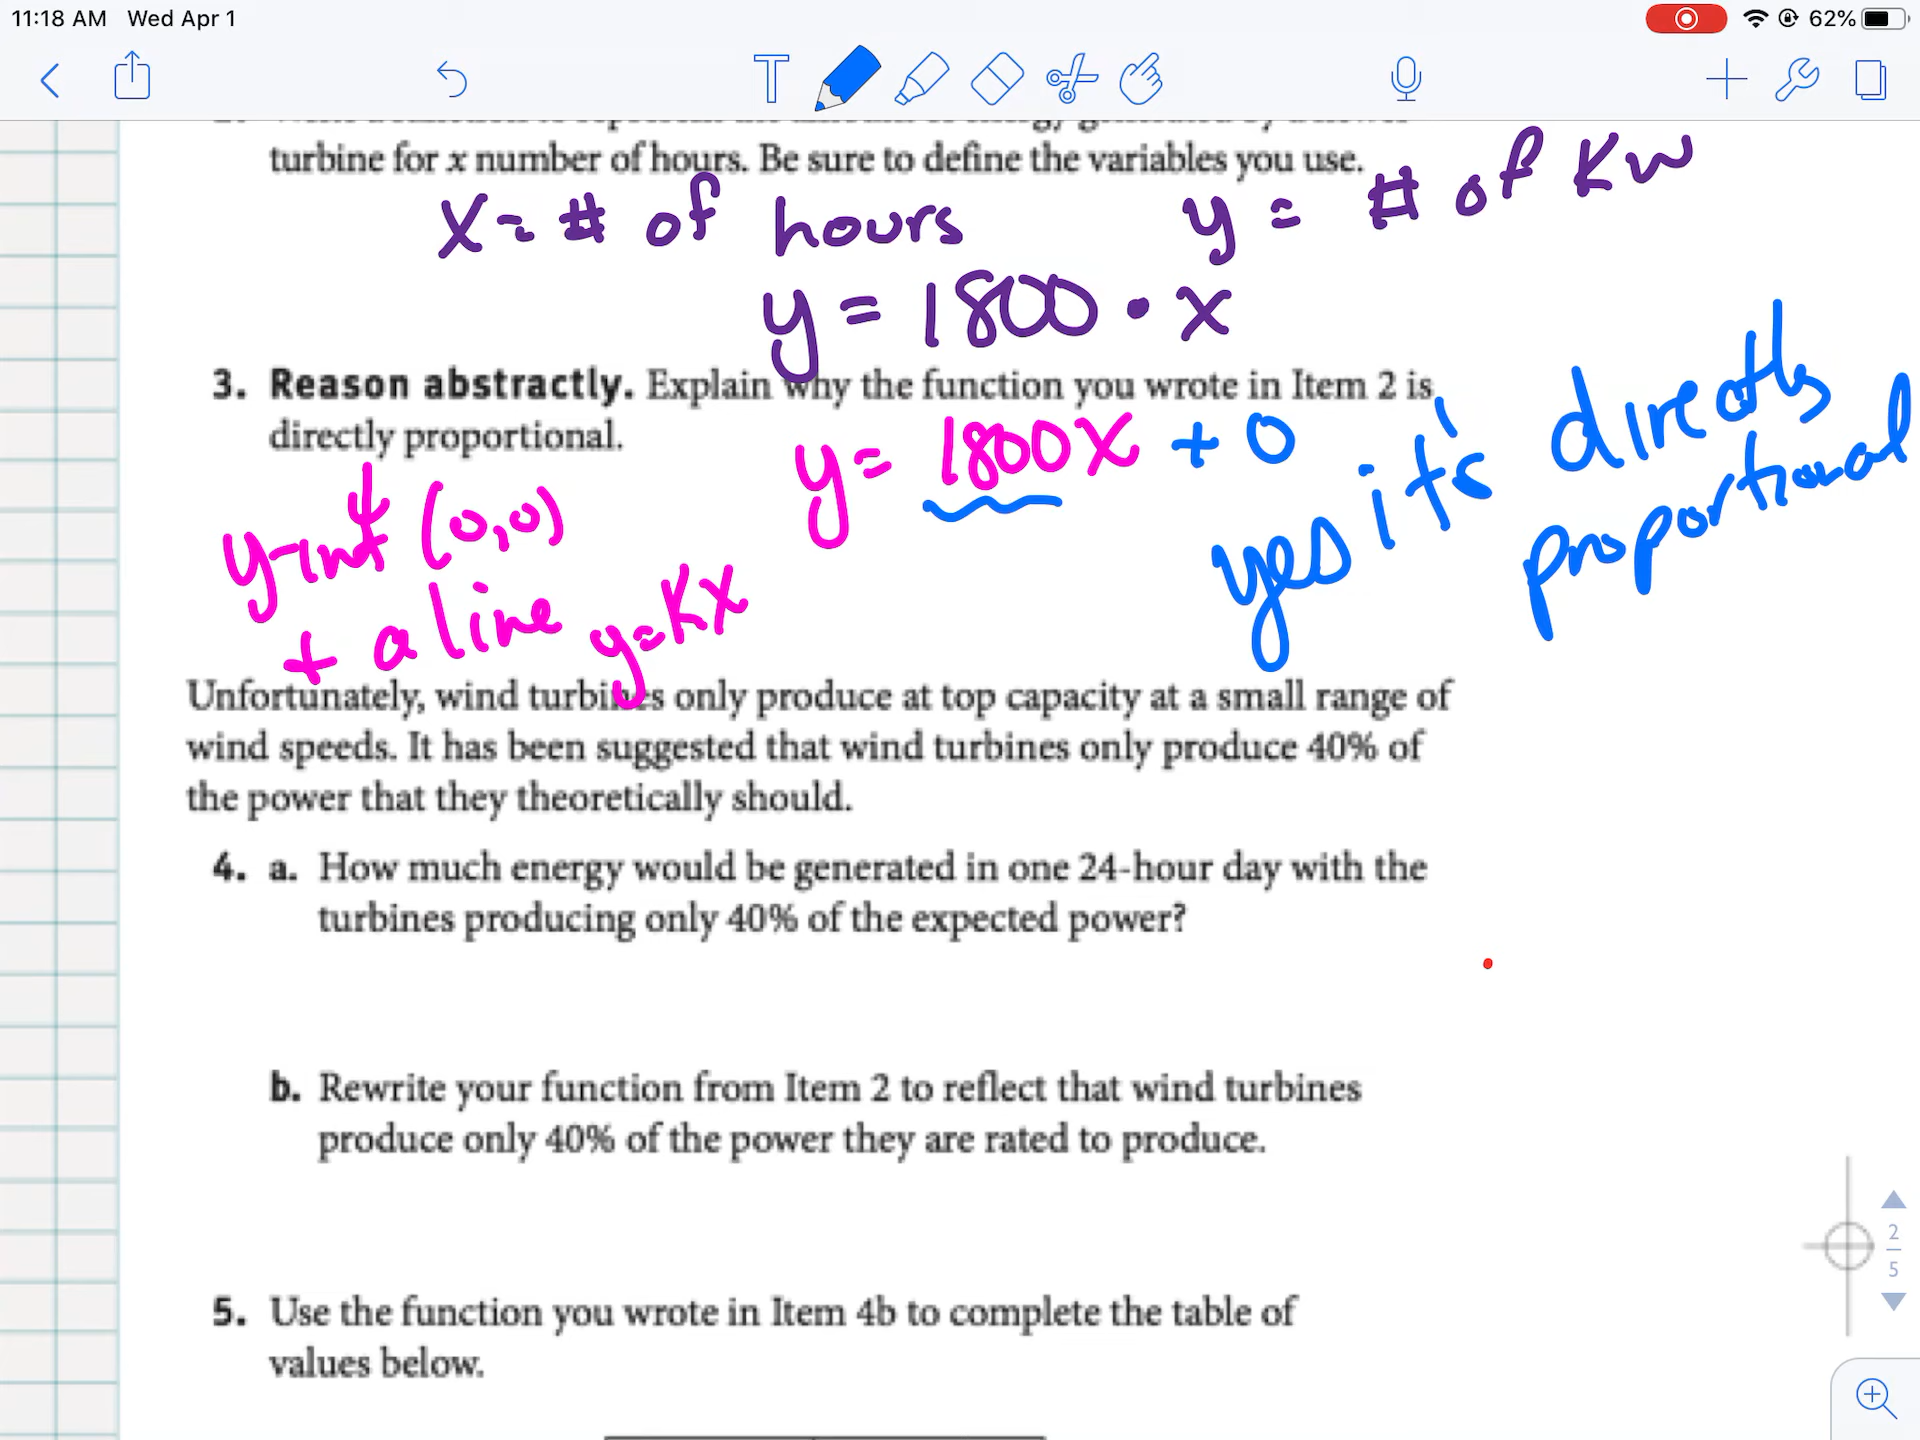 11:18 AM Wed Apr 1
62%
turbine for x number of hours. Be sure to define the variables you use.
x = # of hours y = # of Kw
y = 1800 • x
3. Reason abstractly. Explain why the function you wrote in Item 2 is
directly proportional.
y = 1800x + 0
yes it's directly
proportional
y-int (0,0)
+ a line y=Kx
Unfortunately, wind turbines only produce at top capacity at a small range of
wind speeds. It has been suggested that wind turbines only produce 40% of
the power that they theoretically should.
4. a. How much energy would be generated in one 24-hour day with the
turbines producing only 40% of the expected power?
b. Rewrite your function from Item 2 to reflect that wind turbines
produce only 40% of the power they are rated to produce.
2
5
5. Use the function you wrote in Item 4b to complete the table of
values below.